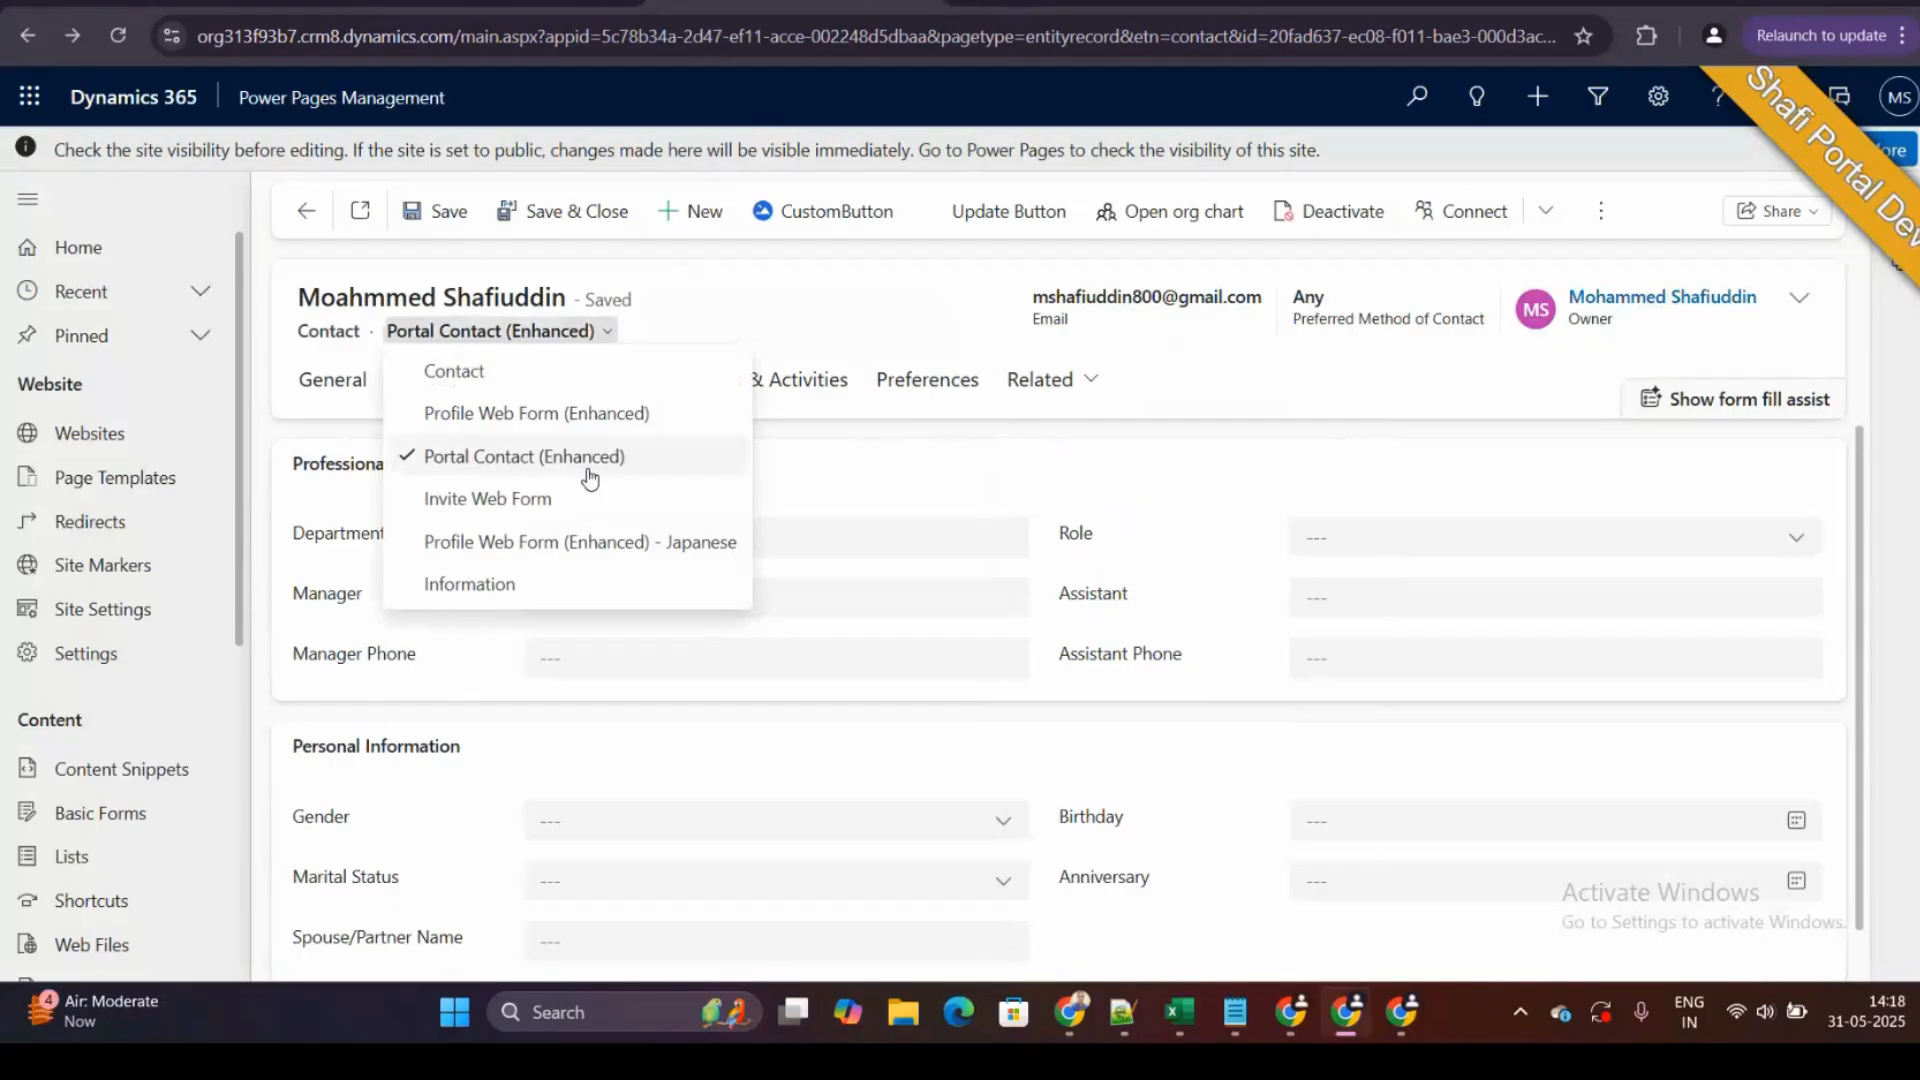 org313f93b7.crm8.dynamics.com/main.aspx?appid=5c78b34a-2d47-ef11-acce-002248d5dbaa&pagetype=entityrecord&etn=contact&id=20fad637-ec08-f011-bae3-000d3ac...
Relaunch to update
Dynamics 365
Power Pages Management
MS
Shafi Portal Dev
Check the site visibility before editing. If the site is set to public, changes made here will be visible immediately. Go to Power Pages to check the visibility of this site.
ore
Save
Save & Close
New
CustomButton
Update Button
Open org chart
Deactivate
Connect
Share
Home
Recent
Pinned
Website
Websites
Page Templates
Redirects
Site Markers
Site Settings
Settings
Content
Content Snippets
Basic Forms
Lists
Shortcuts
Web Files
Moahmmed Shafiuddin - Saved
Contact · Portal Contact (Enhanced)
mshafiuddin800@gmail.com
Email
Any
Preferred Method of Contact
MS
Mohammed Shafiuddin
Owner
General
& Activities
Preferences
Related
Show form fill assist
Contact
Profile Web Form (Enhanced)
Portal Contact (Enhanced)
Invite Web Form
Profile Web Form (Enhanced) - Japanese
Information
Professiona
Department
Role
---
Manager
Assistant
---
Manager Phone
---
Assistant Phone
---
Personal Information
Gender
---
Birthday
---
Marital Status
---
Anniversary
---
Spouse/Partner Name
---
Activate Windows
Go to Settings to activate Windows.
4
Air: Moderate
Now
Search
ENG
IN
14:18
31-05-2025